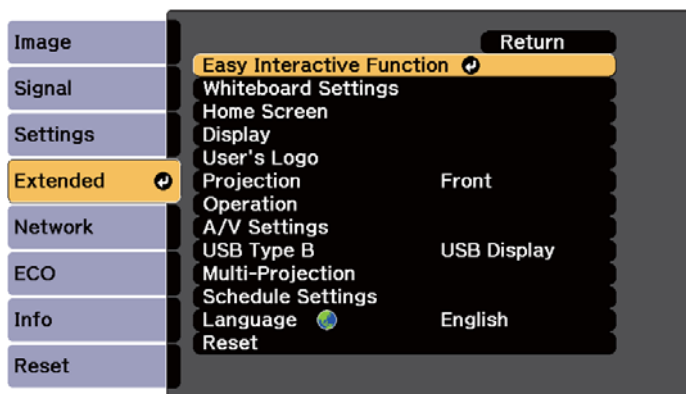 Image
Signal
Settings
Extended
Network
ECO
Info
Reset
Return
Easy Interactive Function
Whiteboard Settings
Home Screen
Display
User's Logo
Projection Front
Operation
A/V Settings
USB Type B USB Display
Multi-Projection
Schedule Settings
Language English
Reset